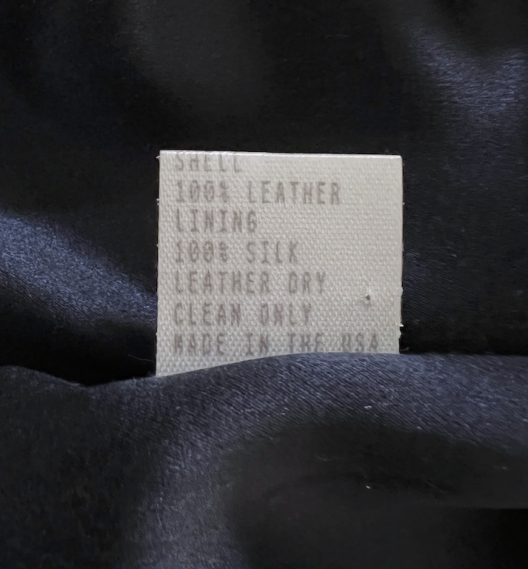 SHELL
100% LEATHER
LINING
100% SILK
LEATHER DRY
CLEAN ONLY
MADE IN THE USA